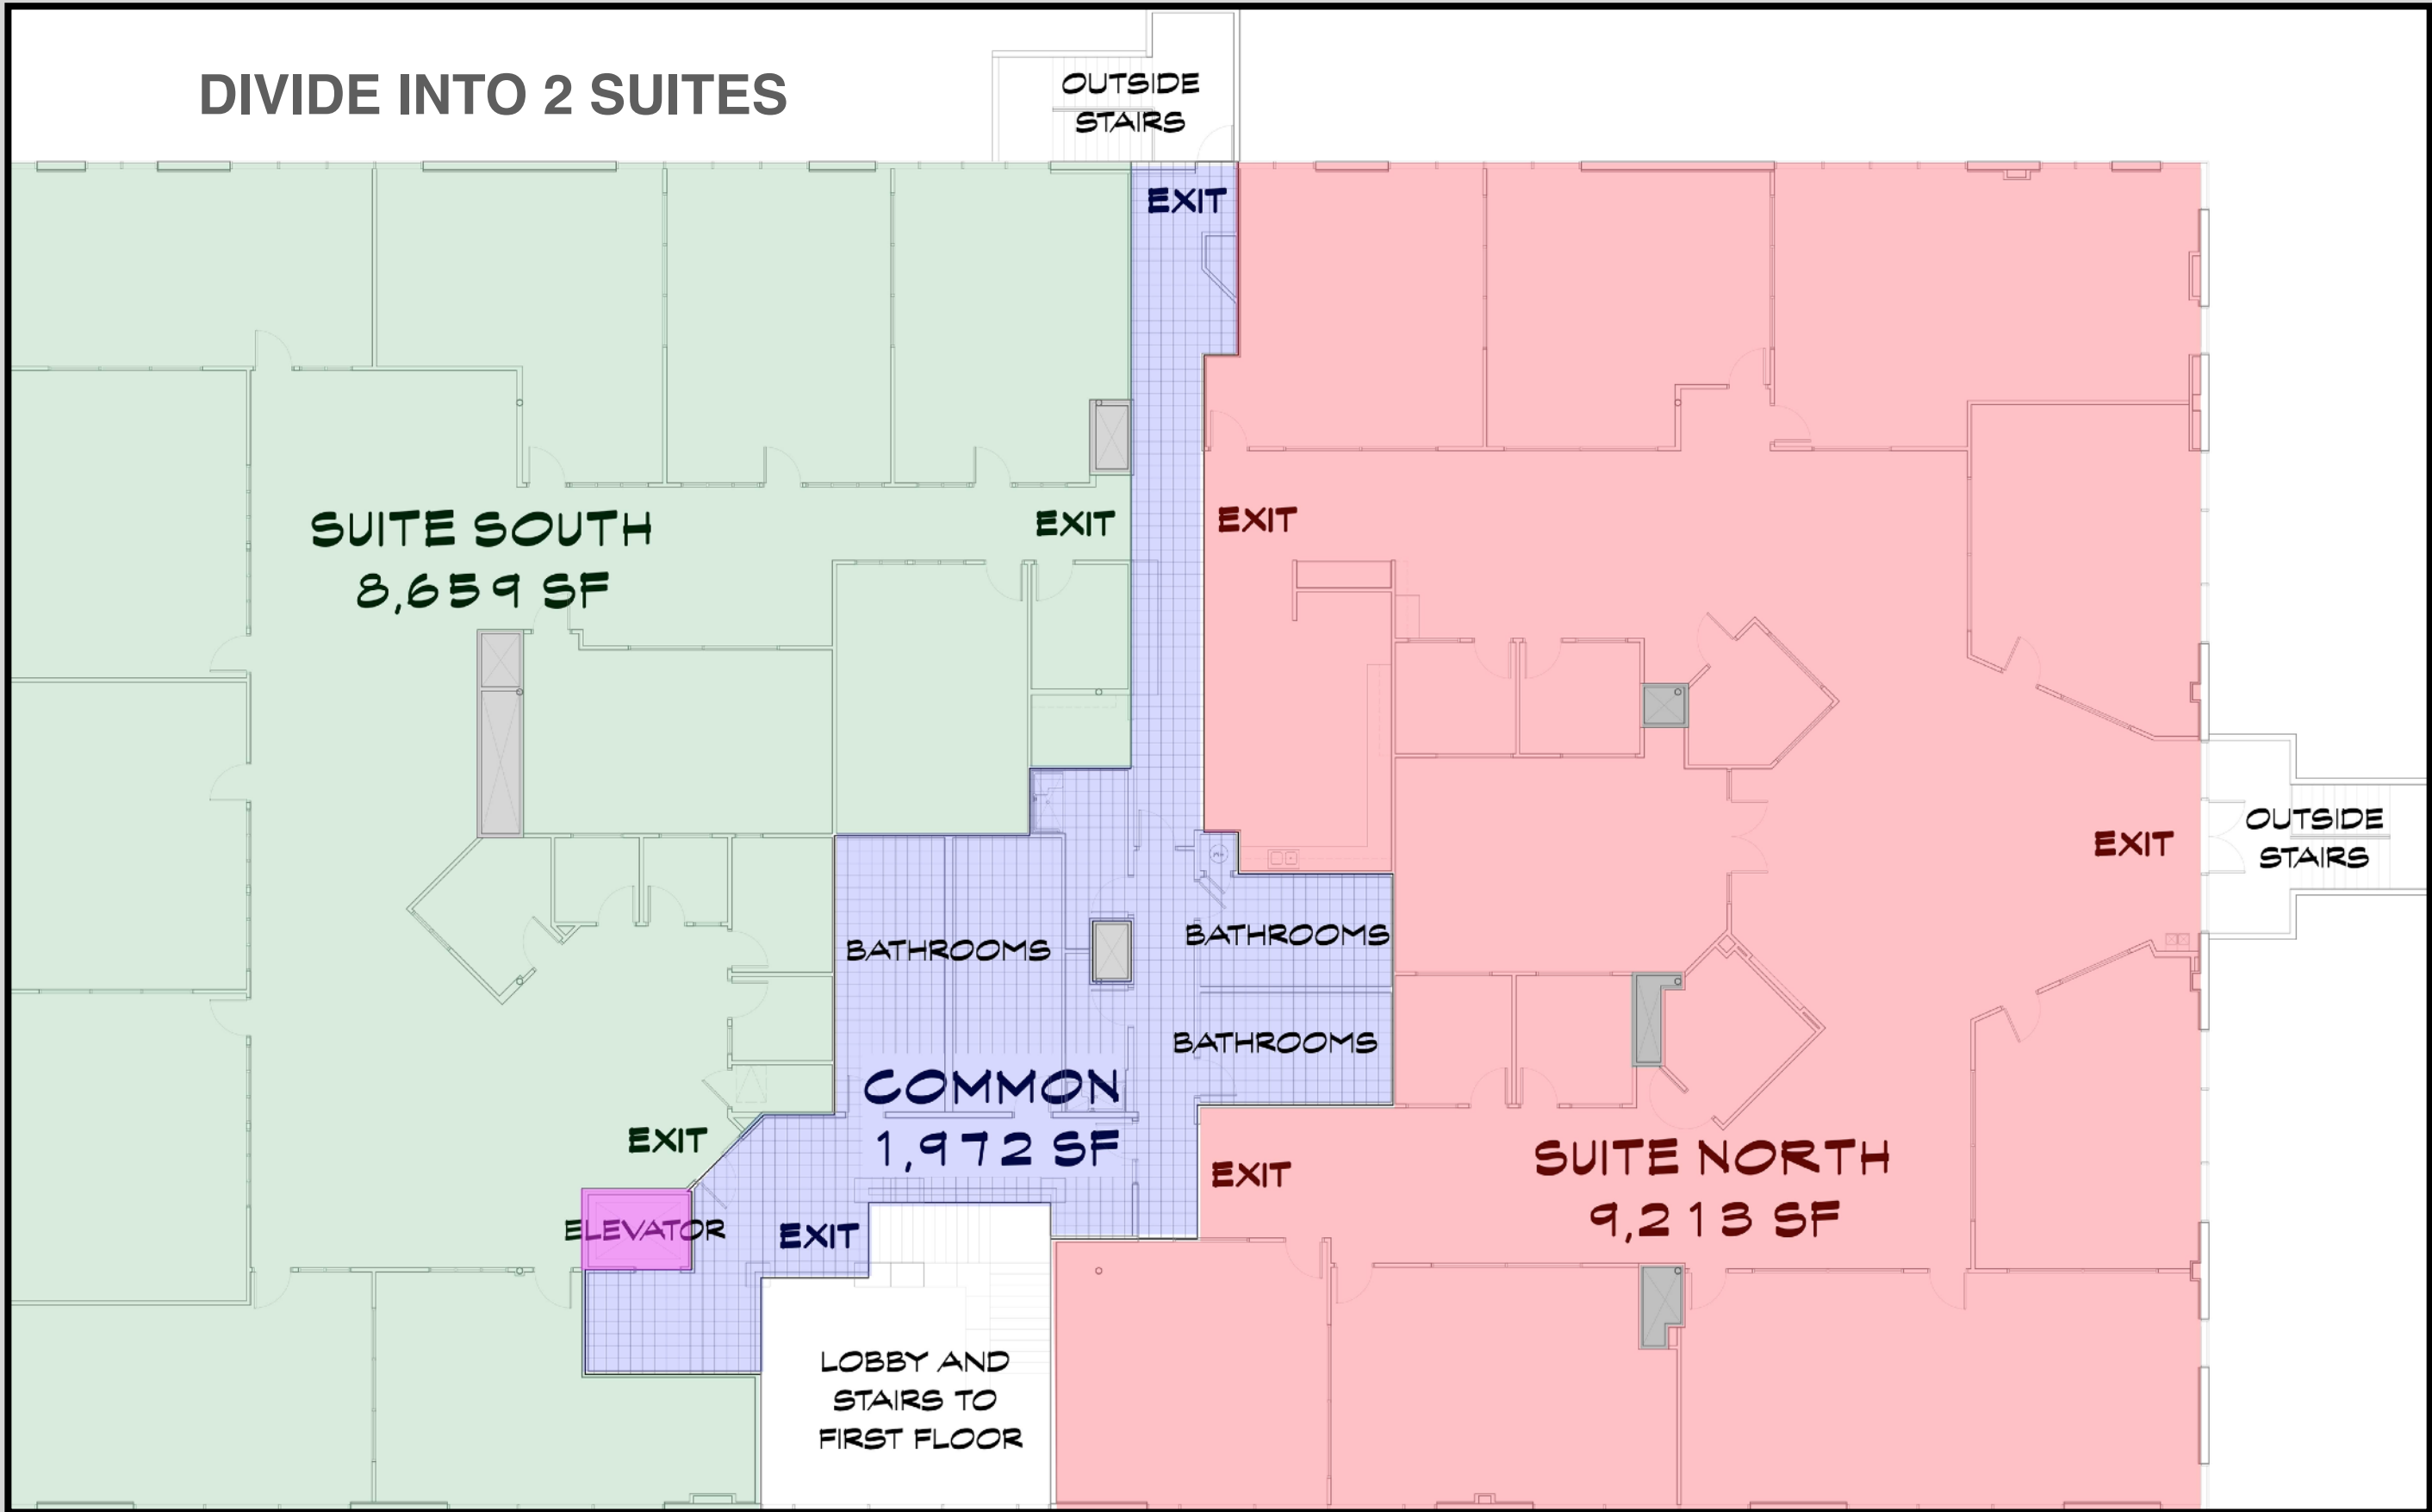 DIVIDE INTO 2 SUITES
OUTSIDE
STAIRS
EXIT
SUITE SOUTH
8,659 SF
EXIT
EXIT
OUTSIDE
STAIRS
EXIT
BATHROOMS
BATHROOMS
BATHROOMS
COMMON
1,972 SF
EXIT
EXIT
SUITE NORTH
9,213 SF
ELEVATOR
EXIT
LOBBY AND
STAIRS TO
FIRST FLOOR